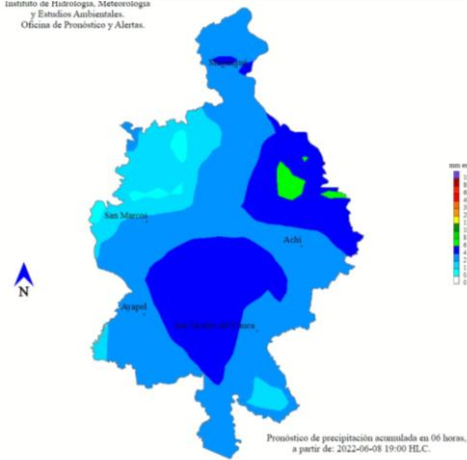 Instituto de Hidrología, Meteorología
y Estudios Ambientales.
Oficina de Pronóstico y Alertas.
San Marcos
Achí
Ayapel
N
Pronóstico de precipitación acumulada en 06 horas,
a partir de: 2022-06-08 19:00 HLC.